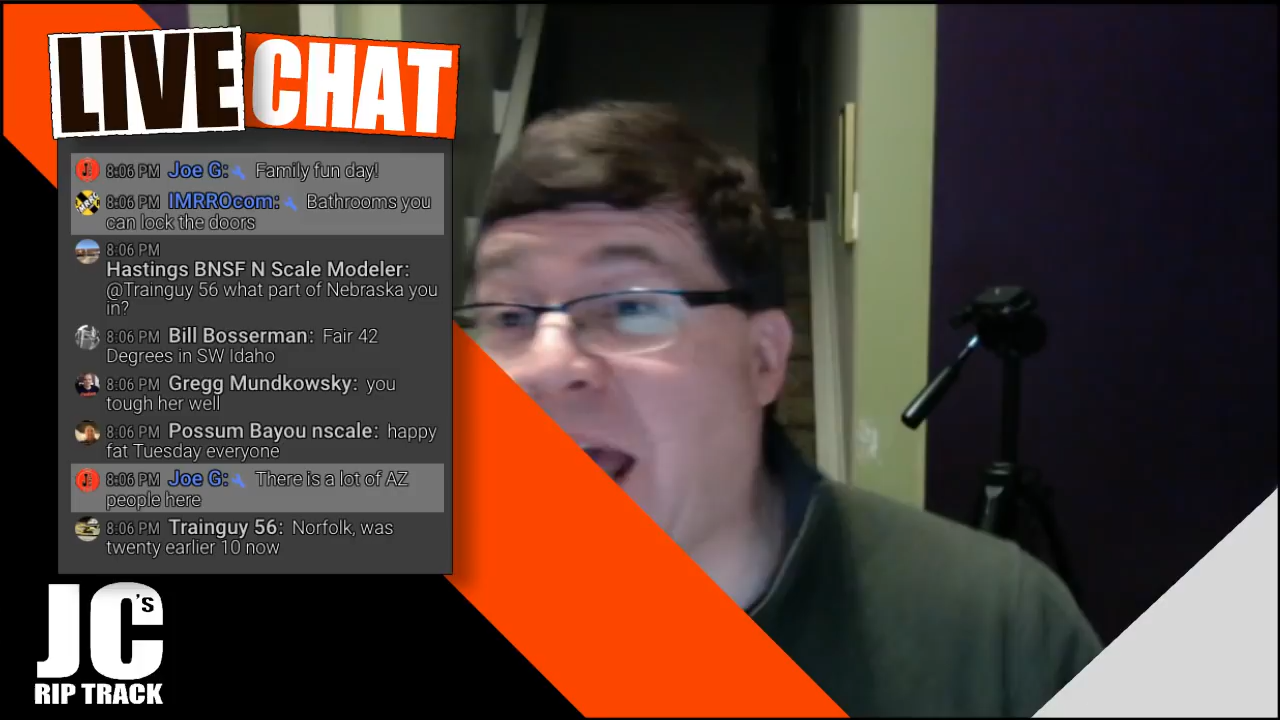 LIVE CHAT
8:06 PM Joe G: Family fun day!
8:06 PM IMRROcom: Bathrooms you
can lock the doors
8:06 PM
Hastings BNSF N Scale Modeler:
@Trainguy 56 what part of Nebraska you
in?
8:06 PM Bill Bosserman: Fair 42
Degrees in SW Idaho
8:06 PM Gregg Mundkowsky: you
tough her well
8:06 PM Possum Bayou nscale: happy
fat Tuesday everyone
8:06 PM Joe G: There is a lot of AZ
people here
8:06 PM Trainguy 56: Norfolk, was
twenty earlier 10 now
JC's
RIP TRACK